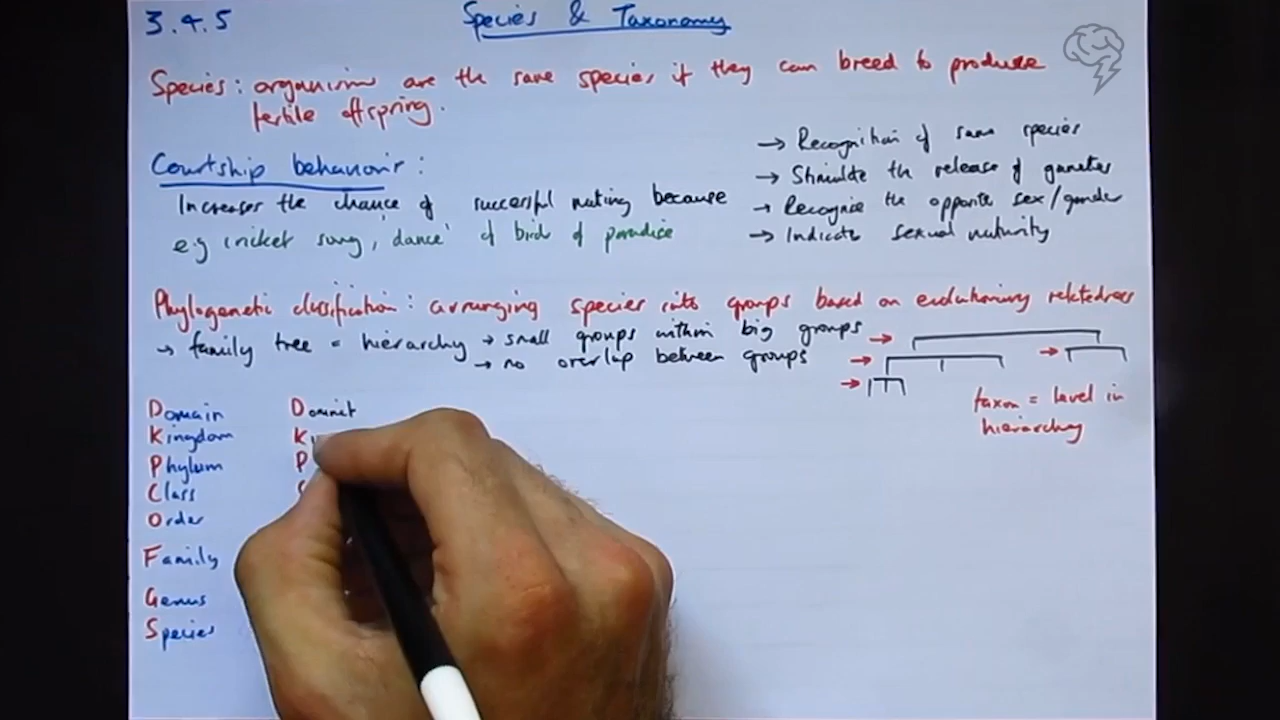 3.4.5 Species & Taxonomy
Species: organisms are the same species if they can breed to produce
fertile offspring.
Courtship behaviour:
Increases the chance of successful mating because
e.g cricket song, dance of bird of paradise
→ Recognition of same species
→ Stimulate the release of gametes
→ Recognise the opposite sex/gender
→ Indicate sexual maturity
Phylogenetic classification: arranging species into groups based on evolutionary relatedness
→ family tree = hierarchy → small groups within big groups
→ no overlap between groups
taxon = level in
hierarchy
Domain
Kingdom
Phylum
Class
Order
Family
Genus
Species
K
P